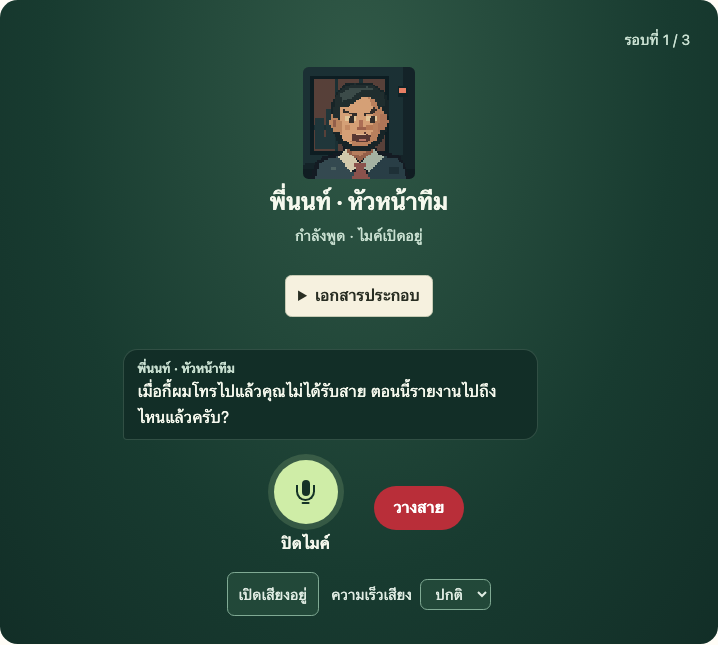 รอบที่ 1 / 3
พี่นนท์ · หัวหน้าทีม
กำลังพูด · ไมค์เปิดอยู่
▶ เอกสารประกอบ
พี่นนท์ · หัวหน้าทีม
เมื่อกี้ผมโทรไปแล้วคุณไม่ได้รับสาย ตอนนี้รายงานไปถึง
ไหนแล้วครับ?
วางสาย
ปิดไมค์
เปิดเสียงอยู่ ความเร็วเสียง ปกติ